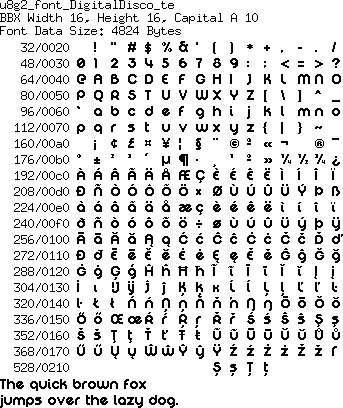 u8g2_font_DigitalDisco_te
BBX Width 16, Height 16, Capital A 10
Font Data Size: 4824 Bytes
32/0020 ! " # $ % & ' ( ) * + , - . /
48/0030 0 1 2 3 4 5 6 7 8 9 : ; < = > ?
64/0040 @ A B C D E F G H I J K L M N O
80/0050 P Q R S T U V W X Y Z [ \ ] ^ _
96/0060 ` a b c d e f g h i j k l m n o
112/0070 p q r s t u v w x y z { | } ~
160/00a0 ¡ ¢ £ ¤ ¥ ¦ § ¨ © ª « ¬ ® ¯
176/00b0 ° ± ² ³ ´ µ ¶ · ¸ ¹ º » ¼ ½ ¾ ¿
192/00c0 À Á Â Ã Ä Å Æ Ç È É Ê Ë Ì Í Î Ï
208/00d0 Ð Ñ Ò Ó Ô Õ Ö × Ø Ù Ú Û Ü Ý Þ ß
224/00e0 à á â ã ä å æ ç è é ê ë ì í î ï
240/00f0 ð ñ ò ó ô õ ö ÷ ø ù ú û ü ý þ ÿ
256/0100 Ā ā Ă ă Ą ą Ć ć Ĉ ĉ Ċ ċ Č č Ď ď
272/0110 Đ đ Ē ē Ĕ ĕ Ė ė Ę ę Ě ě Ĝ ĝ Ğ ğ
288/0120 Ġ ġ Ģ ģ Ĥ ĥ Ħ ħ Ĩ ĩ Ī ī Ĭ ĭ Į į
304/0130 İ ı Ĳ ĳ Ĵ ĵ Ķ ķ ĸ Ĺ ĺ Ļ ļ Ľ ľ Ŀ
320/0140 ŀ Ł ł Ń ń Ņ ņ Ň ň ŉ Ŋ ŋ Ō ō Ŏ ŏ
336/0150 Ő ő Œ œ Ŕ ŕ Ŗ ŗ Ř ř Ś ś Ŝ ŝ Ş ş
352/0160 Š š Ţ ţ Ť ť Ŧ ŧ Ũ ũ Ū ū Ŭ ŭ Ů ů
368/0170 Ű ű Ų ų Ŵ ŵ Ŷ ŷ Ÿ Ź ź Ż ż Ž ž ſ
528/0210 Ș ș Ț ț
The quick brown fox
jumps over the lazy dog.